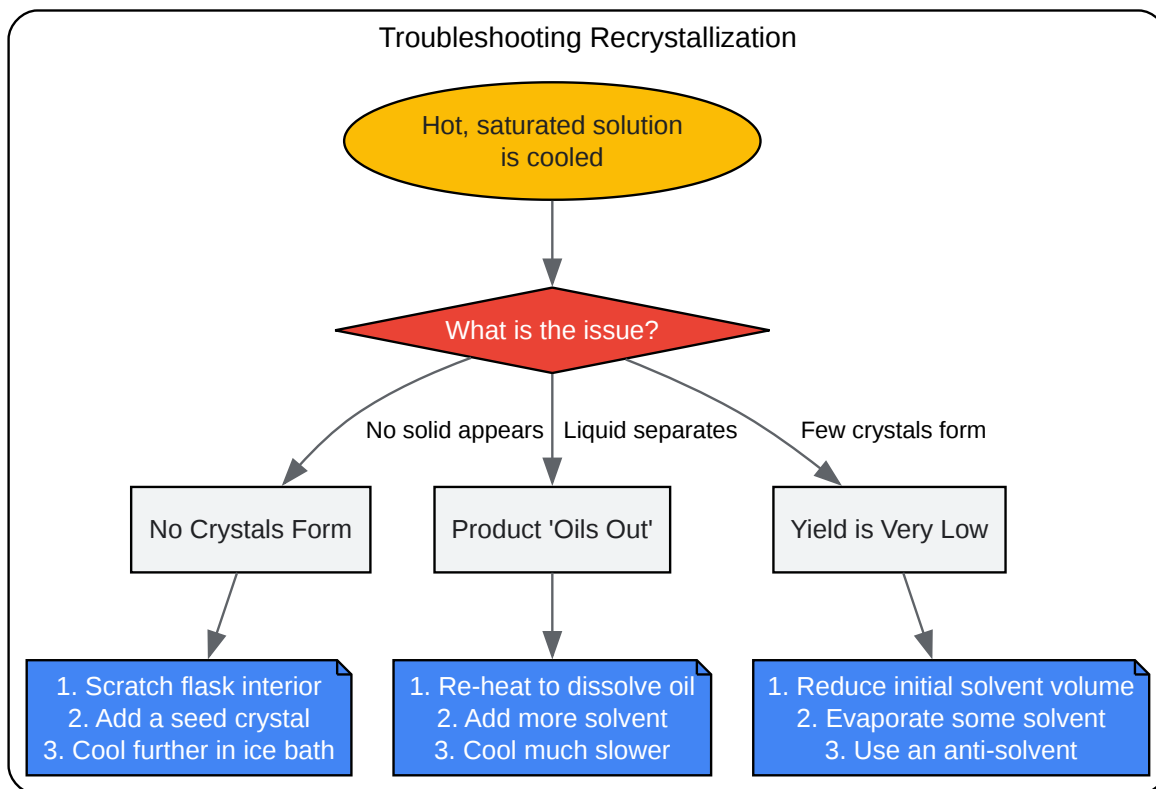 Troubleshooting Recrystallization
Hot, saturated solution
is cooled
What is the issue?
No solid appears
Liquid separates
Few crystals form
No Crystals Form
Product 'Oils Out'
Yield is Very Low
1. Scratch flask interior
2. Add a seed crystal
3. Cool further in ice bath
1. Re-heat to dissolve oil
2. Add more solvent
3. Cool much slower
1. Reduce initial solvent volume
2. Evaporate some solvent
3. Use an anti-solvent